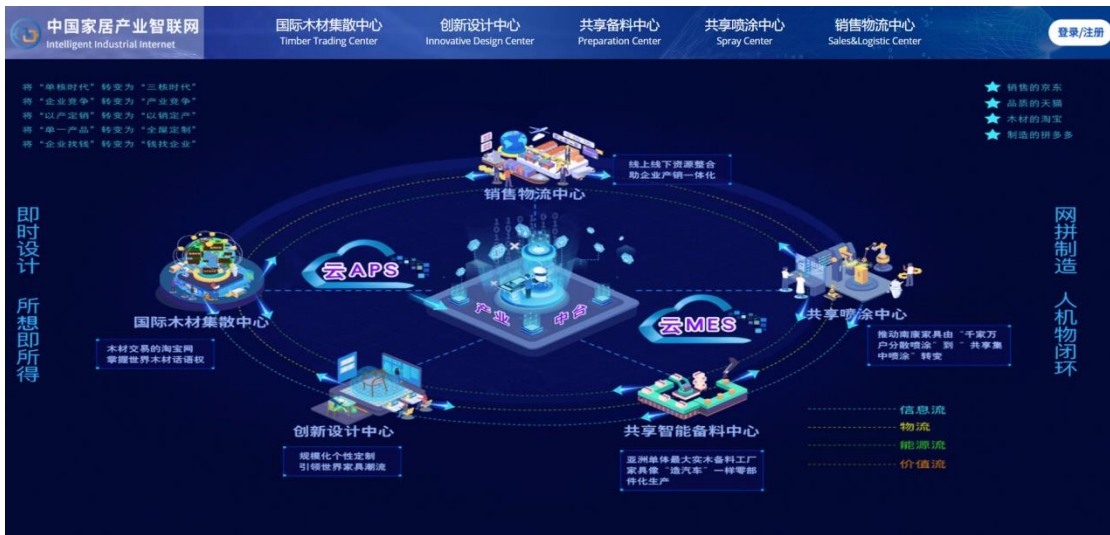 中国家居产业智联网
Intelligent Industrial Internet
国际木材集散中心
Timber Trading Center
创新设计中心
Innovative Design Center
共享备料中心
Preparation Center
共享喷涂中心
Spray Center
销售物流中心
Sales&Logistic Center
登录/注册
将“单核时代”转变为“三核时代”
将“企业竞争”转变为“产业竞争”
将“以产定销”转变为“以销定产”
将“单一产品”转变为“全屋定制”
将“企业找钱”转变为“钱找企业”
销售的京东
品质的天猫
木材的淘宝
制造的拼多多
即时设计 所想即所得
网拼制造 人机物闭环
线上线下资源整合
助企业产销一体化
销售物流中心
云APS
产业中台
云MES
国际木材集散中心
木材交易的淘宝网
掌握世界木材话语权
共享喷涂中心
推动南康家具由“千家万
户分散喷涂”到“共享集
中喷涂”转变
创新设计中心
规模化个性定制
引领世界家具潮流
共享智能备料中心
亚洲单体最大实木备料工厂
家具像“造汽车”一样零部
件化生产
信息流
物流
能源流
价值流